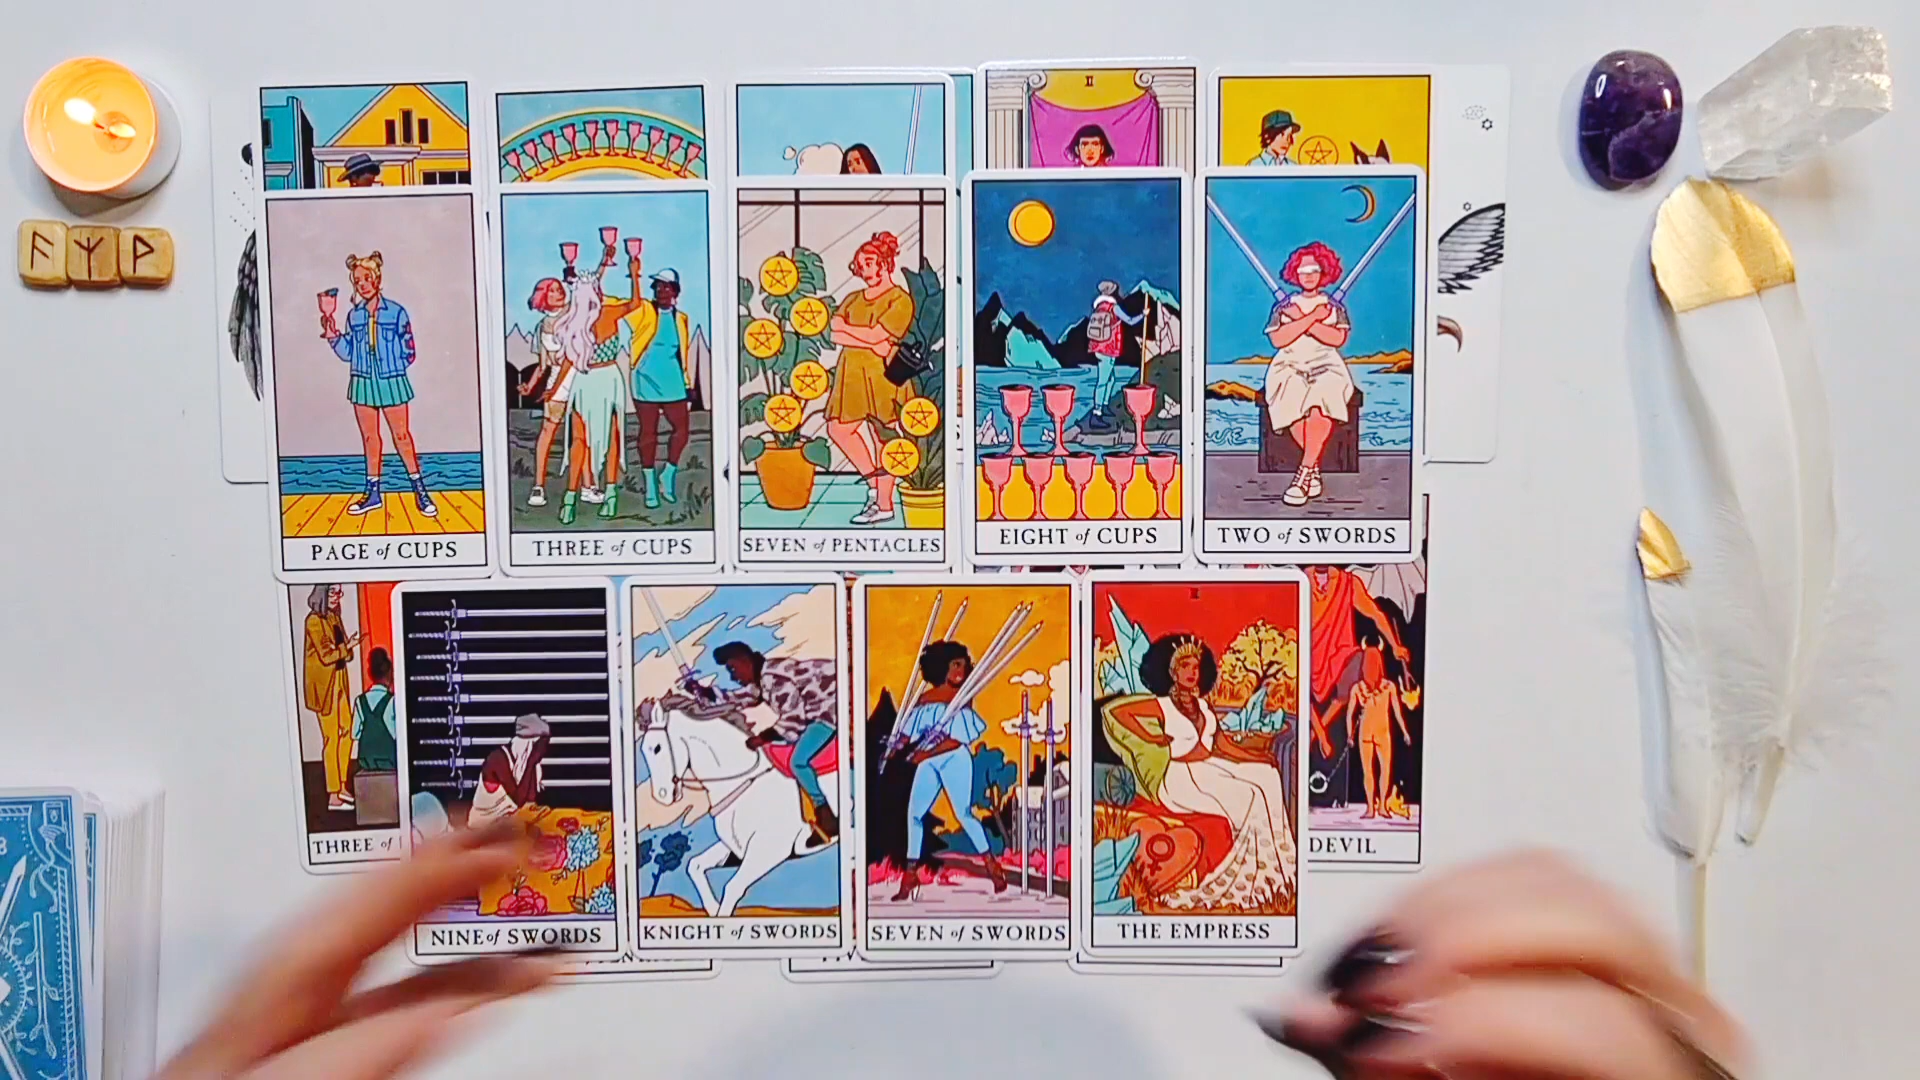 II
PAGE of CUPS
THREE of CUPS
SEVEN of PENTACLES
EIGHT of CUPS
TWO of SWORDS
THREE of
DEVIL
NINE of SWORDS
KNIGHT of SWORDS
SEVEN of SWORDS
THE EMPRESS